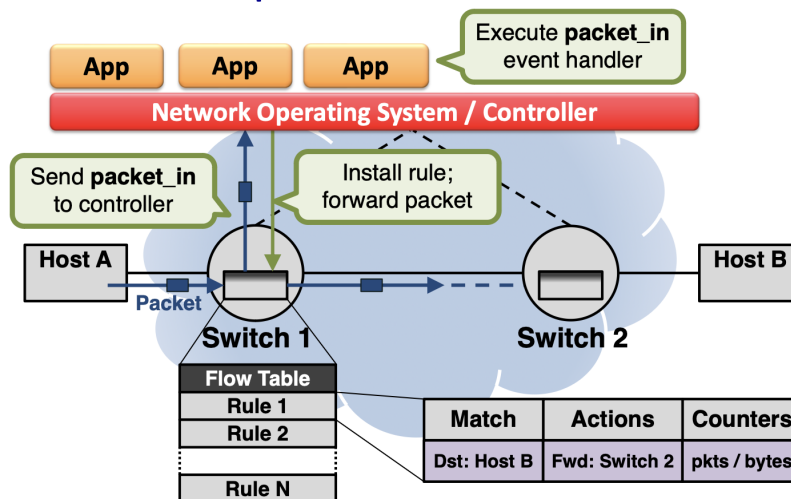 Execute packet_in
event handler
App
App
App
Network Operating System / Controller
Send packet_in
to controller
Install rule;
forward packet
Host A
Host B
Packet
Switch 1
Switch 2
Flow Table
Rule 1
Rule 2
Rule N
Match
Actions
Counters
Dst: Host B
Fwd: Switch 2
pkts / bytes